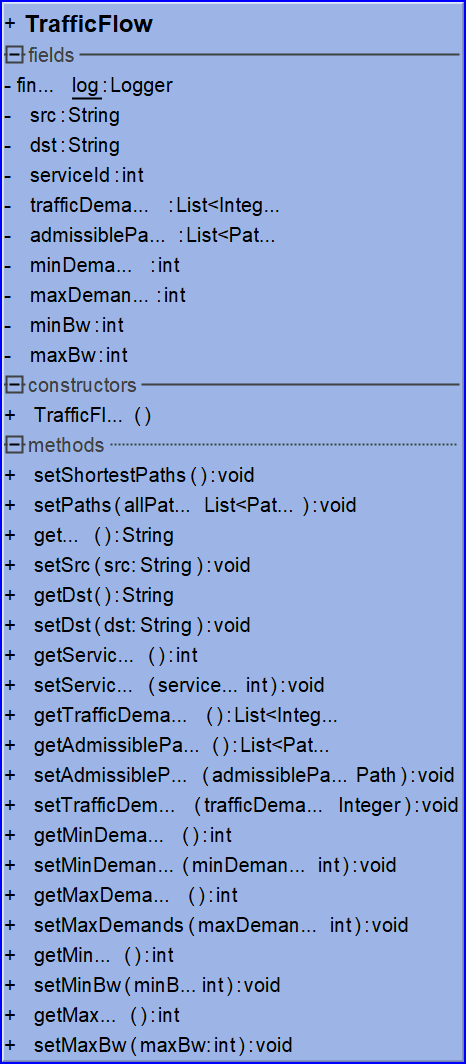 + TrafficFlow
fields
- fin... log:Logger
- src:String
- dst:String
- serviceId:int
- trafficDema... :List<Integ...
- admissiblePa... :List<Pat...
- minDema... :int
- maxDeman... :int
- minBw:int
- maxBw:int
constructors
+ TrafficFl... ()
methods
+ setShortestPaths():void
+ setPaths(allPat... List<Pat... ):void
+ get... ():String
+ setSrc(src:String):void
+ getDst():String
+ setDst(dst:String):void
+ getServic... ():int
+ setServic... (service... int):void
+ getTrafficDema... ():List<Integ...
+ getAdmissiblePa... ():List<Pat...
+ setAdmissibleP... (admissiblePa... Path):void
+ setTrafficDem... (trafficDema... Integer):void
+ getMinDema... ():int
+ setMinDeman... (minDeman... int):void
+ getMaxDema... ():int
+ setMaxDemands(maxDeman... int):void
+ getMin... ():int
+ setMinBw(minB... int):void
+ getMax... ():int
+ setMaxBw(maxBw:int):void